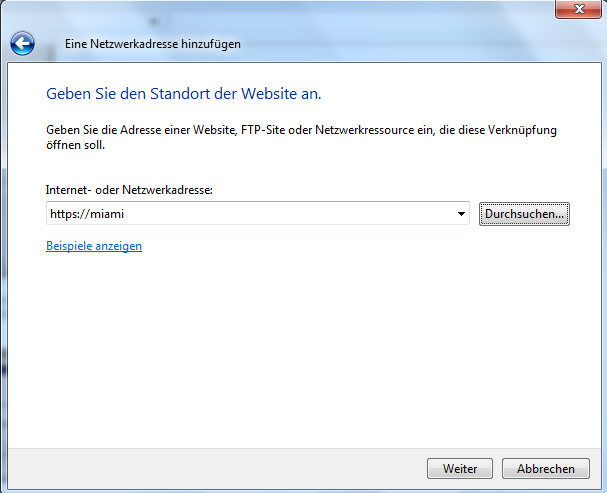 Eine Netzwerkadresse hinzufügen
Geben Sie den Standort der Website an.
Geben Sie die Adresse einer Website, FTP-Site oder Netzwerkressource ein, die diese Verknüpfung
öffnen soll.
Internet- oder Netzwerkadresse:
https://miami
Durchsuchen...
Beispiele anzeigen
Weiter
Abbrechen